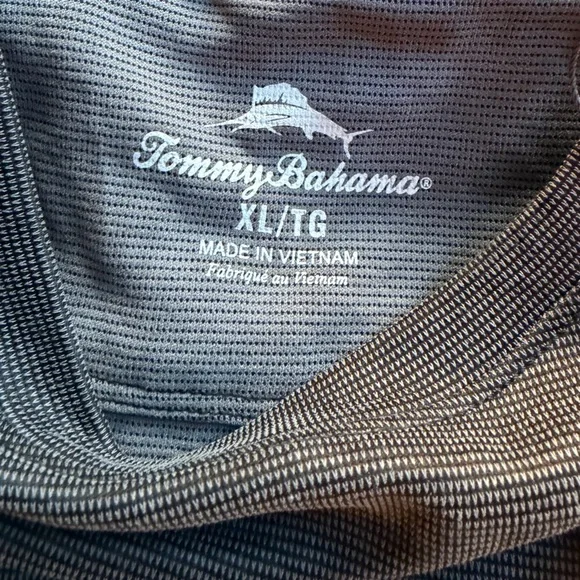 Tommy Bahama®
XL/TG
MADE IN VIETNAM
Fabriqué au Vietnam